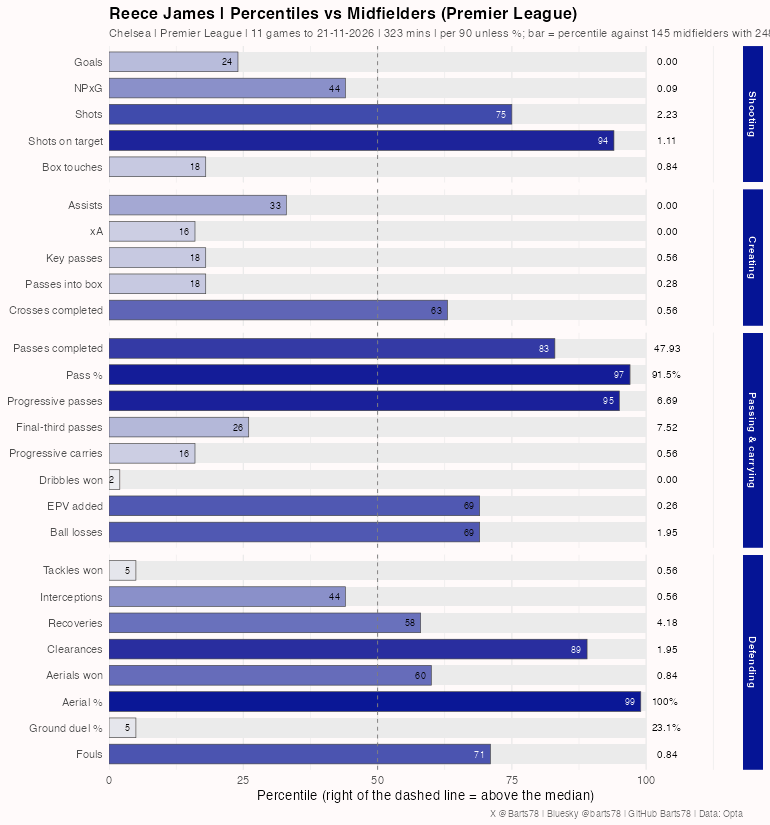 Reece James | Percentiles vs Midfielders (Premier League)
Chelsea | Premier League | 11 games to 21-11-2026 | 323 mins | per 90 unless %; bar = percentile against 145 midfielders with
Goals 24 0.00
NPxG 44 0.09
Shots 75 2.23
Shots on target 94 1.11
Box touches 18 0.84
Shooting
Assists 33 0.00
xA 16 0.00
Key passes 18 0.56
Passes into box 18 0.28
Crosses completed 63 0.56
Creating
Passes completed 83 47.93
Pass % 97 91.5%
Progressive passes 95 6.69
Final-third passes 26 7.52
Progressive carries 16 0.56
Dribbles won 2 0.00
EPV added 69 0.26
Ball losses 69 1.95
Passing & carrying
Tackles won 5 0.56
Interceptions 44 0.56
Recoveries 58 4.18
Clearances 89 1.95
Aerials won 60 0.84
Aerial % 99 100%
Ground duel % 5 23.1%
Fouls 71 0.84
Defending
0 25 50 75 100
Percentile (right of the dashed line = above the median)
X @Barts78 | Bluesky @barts78 | GitHub Barts78 | Data: Opta